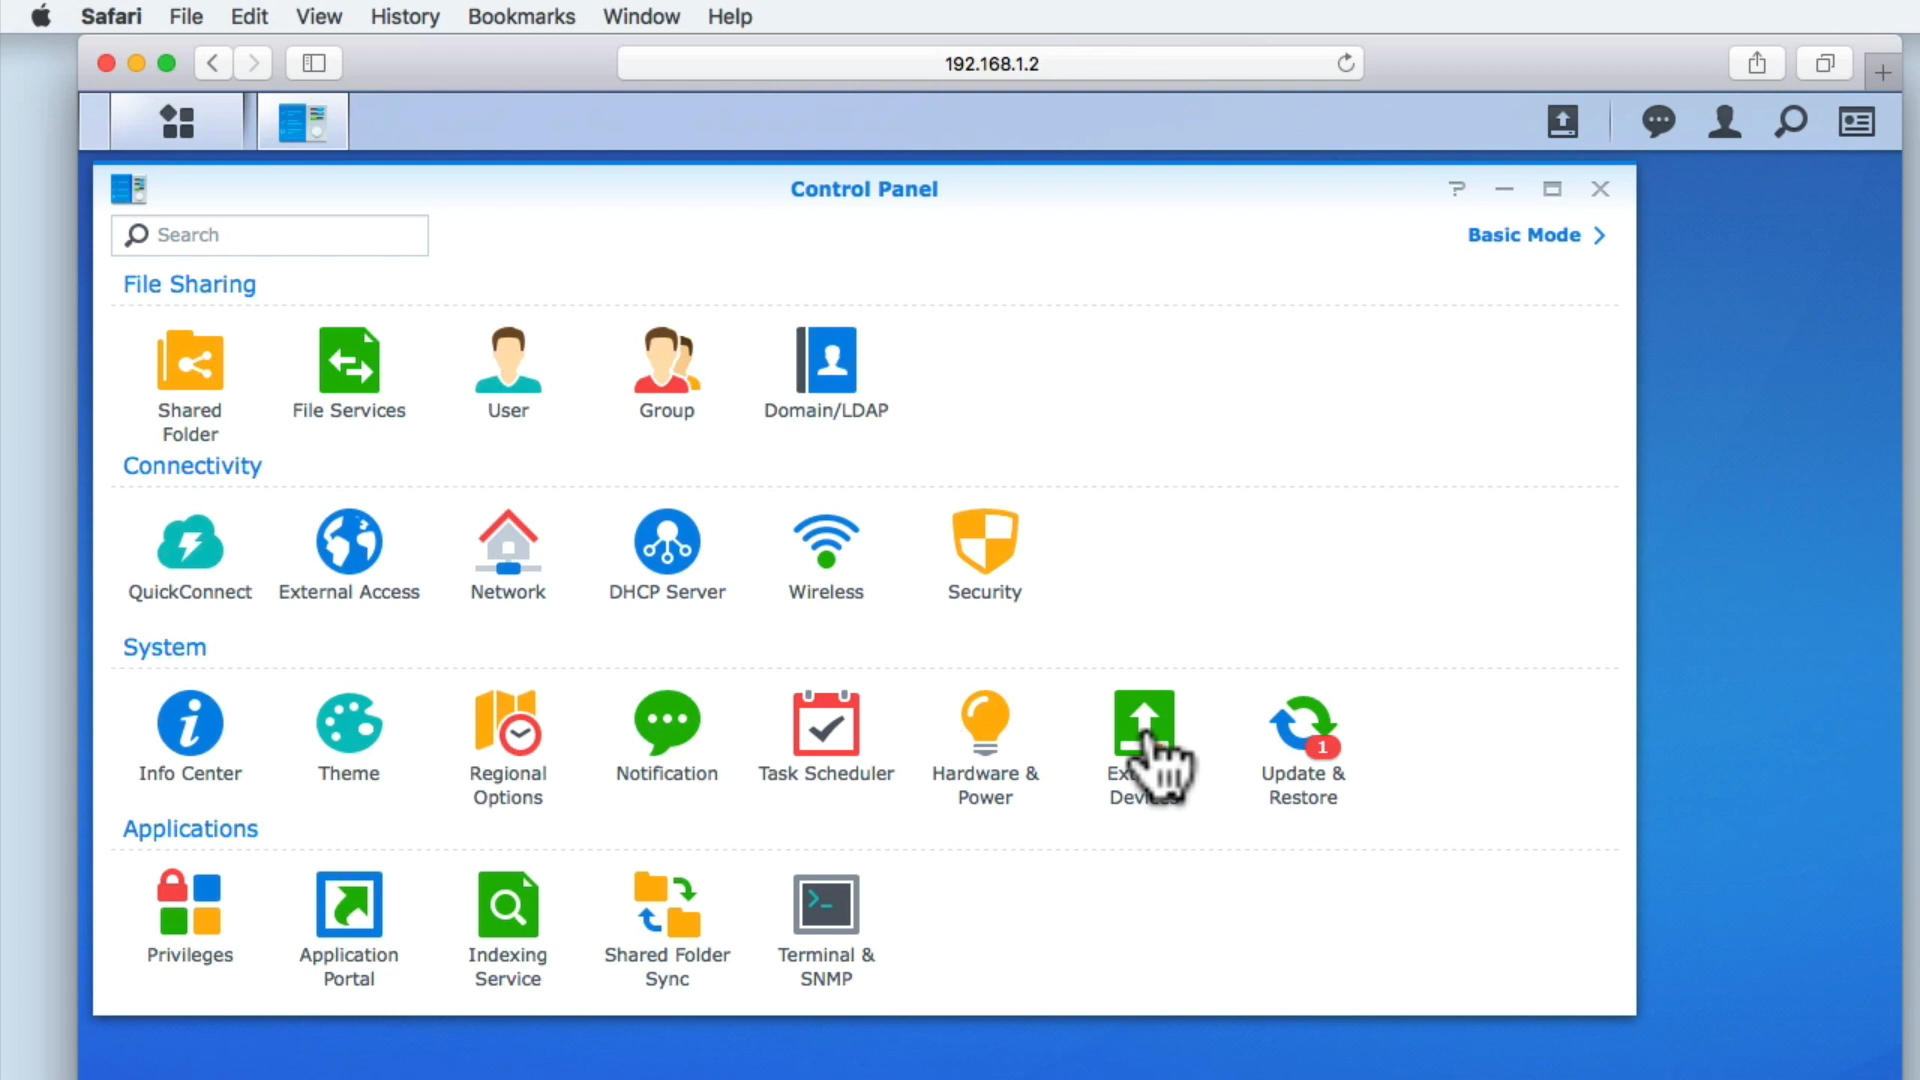 Safari File Edit View History Bookmarks Window Help
192.168.1.2
Control Panel
Search
Basic Mode
File Sharing
Shared Folder
File Services
User
Group
Domain/LDAP
Connectivity
QuickConnect
External Access
Network
DHCP Server
Wireless
Security
System
Info Center
Theme
Regional Options
Notification
Task Scheduler
Hardware & Power
1
Update & Restore
Applications
Privileges
Application Portal
Indexing Service
Shared Folder Sync
Terminal & SNMP